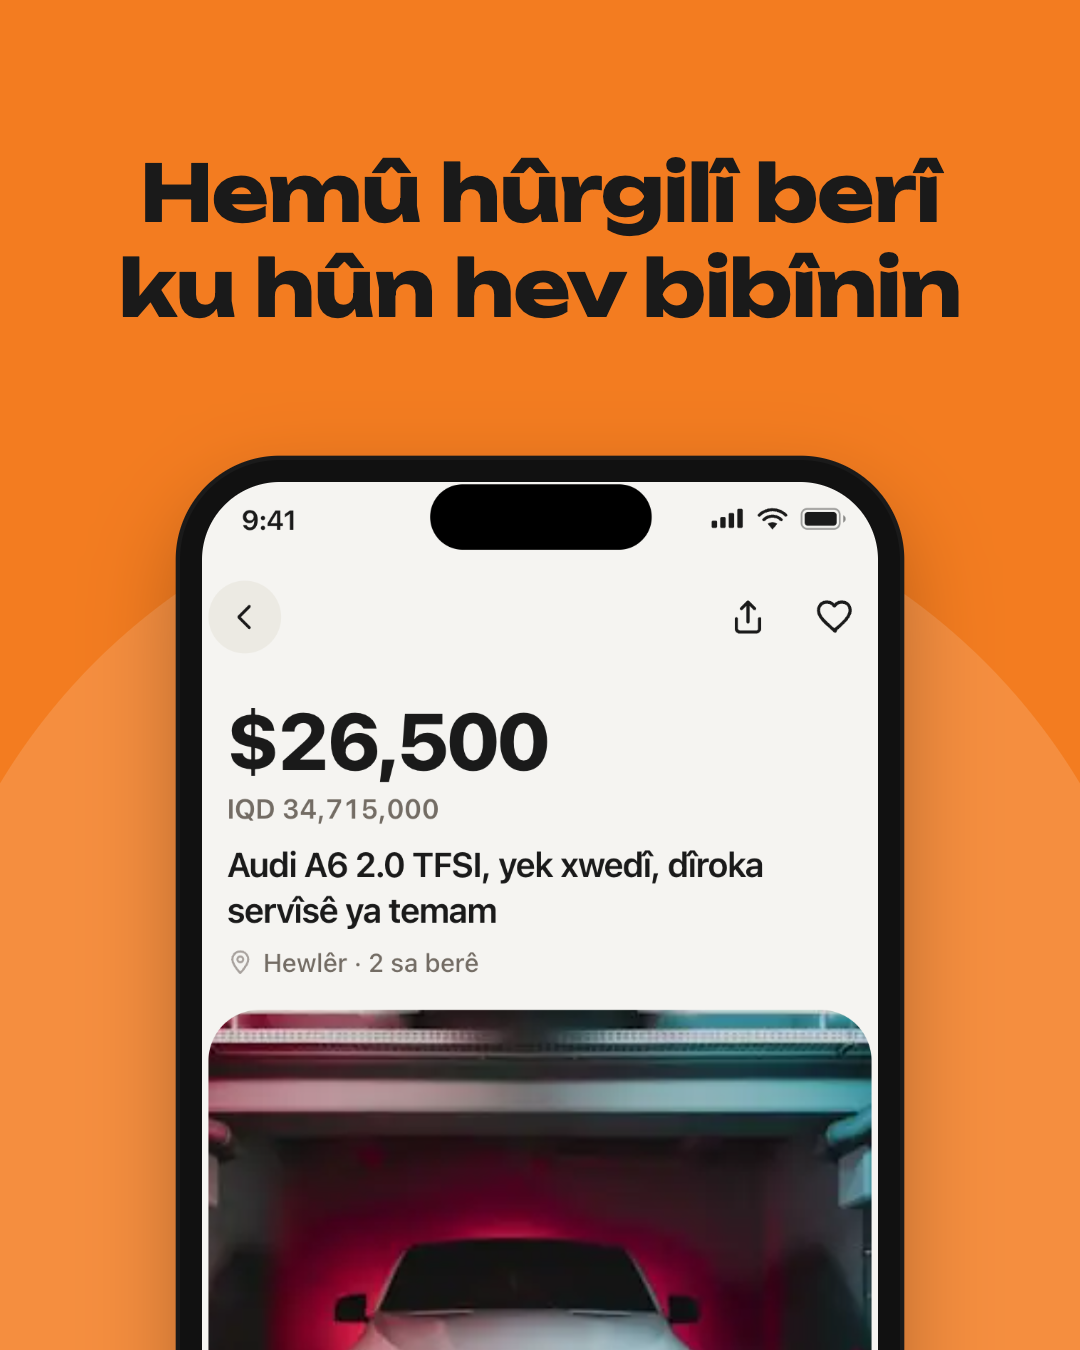 Hemû hûrgilî berî
ku hûn hev bibînin
9:41
$26,500
IQD 34,715,000
Audi A6 2.0 TFSI, yek xwedî, dîroka
servîsê ya temam
Hewlêr · 2 sa berê